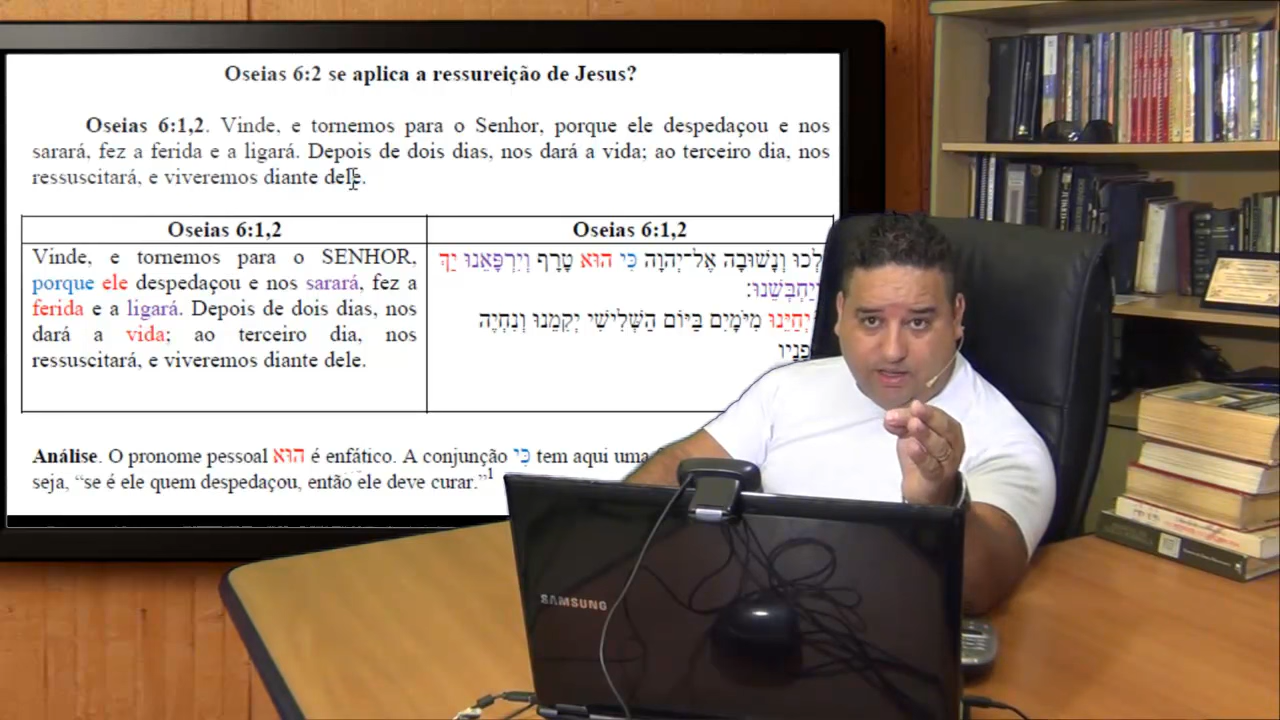 Oseias 6:2 se aplica a ressureição de Jesus?
Oseias 6:1,2. Vinde, e tornemos para o Senhor, porque ele despedaçou e nos
sarará, fez a ferida e a ligará. Depois de dois dias, nos dará a vida; ao terceiro dia, nos
ressuscitará, e viveremos diante dele.
Oseias 6:1,2
Vinde, e tornemos para o SENHOR,
porque ele despedaçou e nos sarará, fez a
ferida e a ligará. Depois de dois dias, nos
dará a vida; ao terceiro dia, nos
ressuscitará, e viveremos diante dele.
Oseias 6:1,2
וְנָשׁוּבָה אֶל־יְהוָה כִּי הוּא טָרָף וְיִרְפָּאֵנוּ יַךְ
וְיַחְבְּשֵׁנוּ׃
יְחַיֵּנוּ מִיֹּמָיִם בַּיּוֹם הַשְּׁלִישִׁי יְקִמֵנוּ וְנִחְיֶה
Análise. O pronome pessoal הוּא é enfático. A conjunção כִּי tem aqui uma
seja, “se é ele quem despedaçou, então ele deve curar.”1
SAMSUNG